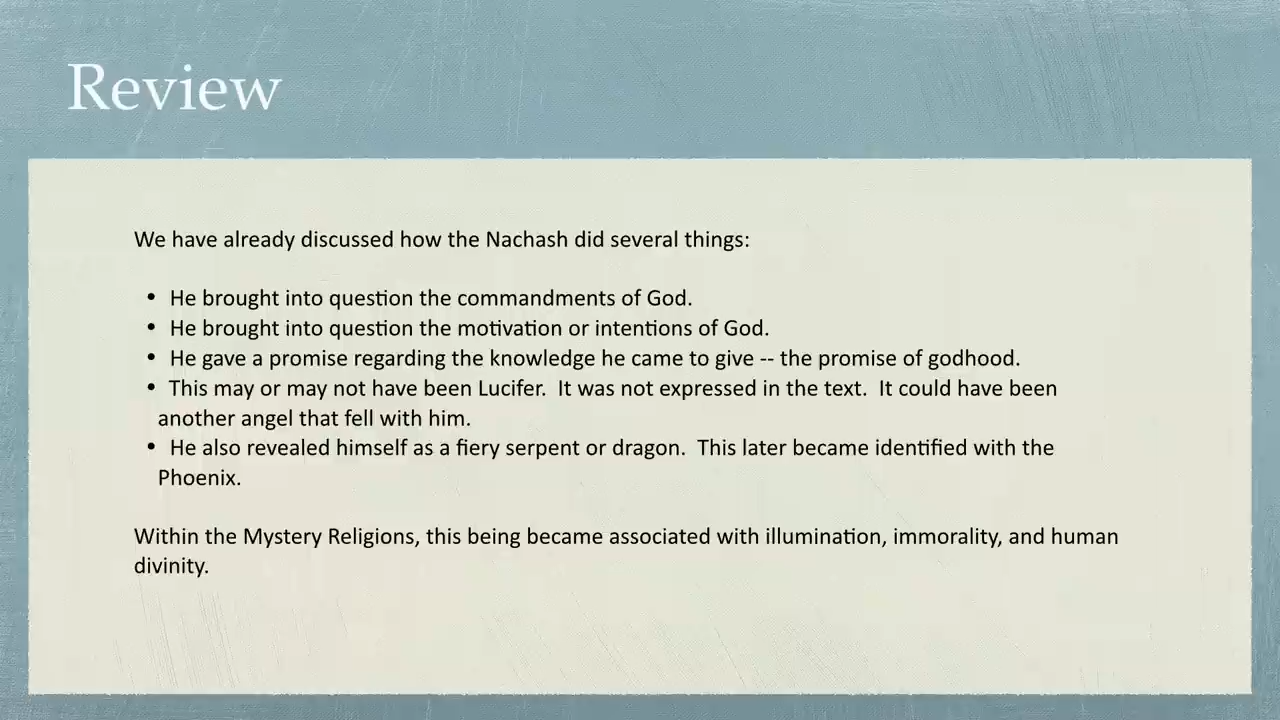 Review
We have already discussed how the Nachash did several things:
• He brought into question the commandments of God.
• He brought into question the motivation or intentions of God.
• He gave a promise regarding the knowledge he came to give -- the promise of godhood.
• This may or may not have been Lucifer.  It was not expressed in the text.  It could have been
another angel that fell with him.
• He also revealed himself as a fiery serpent or dragon.  This later became identified with the
Phoenix.
Within the Mystery Religions, this being became associated with illumination, immorality, and human
divinity.